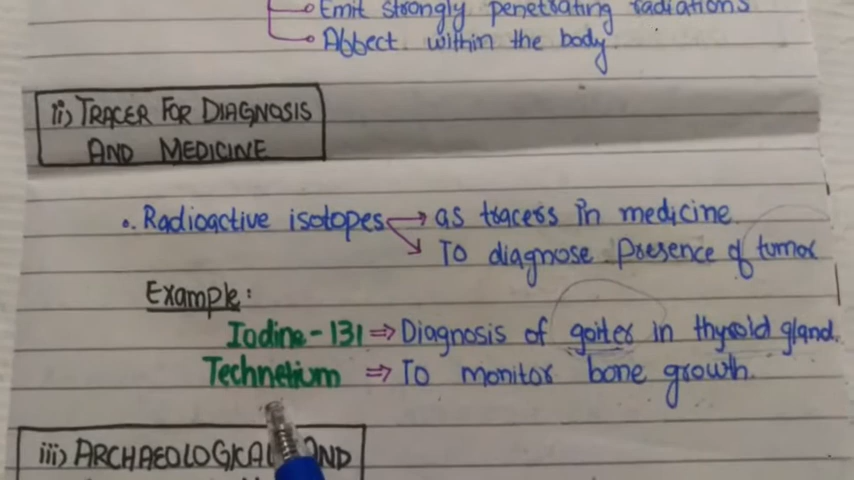 Emit strongly penetrating radiations
Abbect within the body
ii) TRACER FOR DIAGNOSIS
AND MEDICINE
Radioactive isotopes → as tracers in medicine
→ To diagnose presence of tumor
Example:
Iodine-131 ⇒ Diagnosis of goiter in thyroid gland.
Technetium ⇒ To monitor bone growth.
iii) ARCHAEOLOGICAL AND